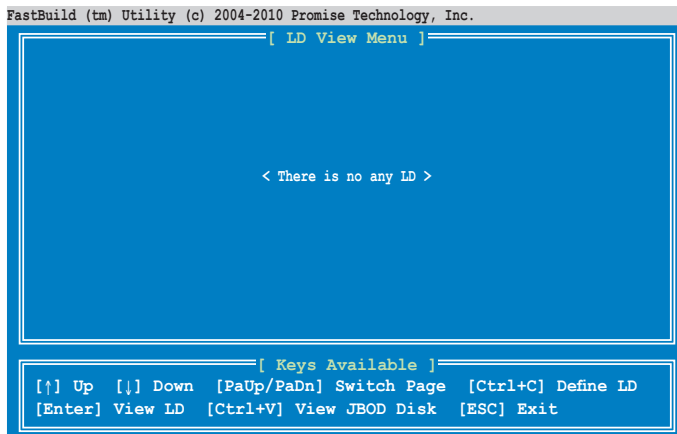 FastBuild (tm) Utility (c) 2004-2010 Promise Technology, Inc.
[ LD View Menu ]
< There is no any LD >
[ Keys Available ]
[↑] Up [↓] Down [PaUp/PaDn] Switch Page [Ctrl+C] Define LD
[Enter] View LD [Ctrl+V] View JBOD Disk [ESC] Exit